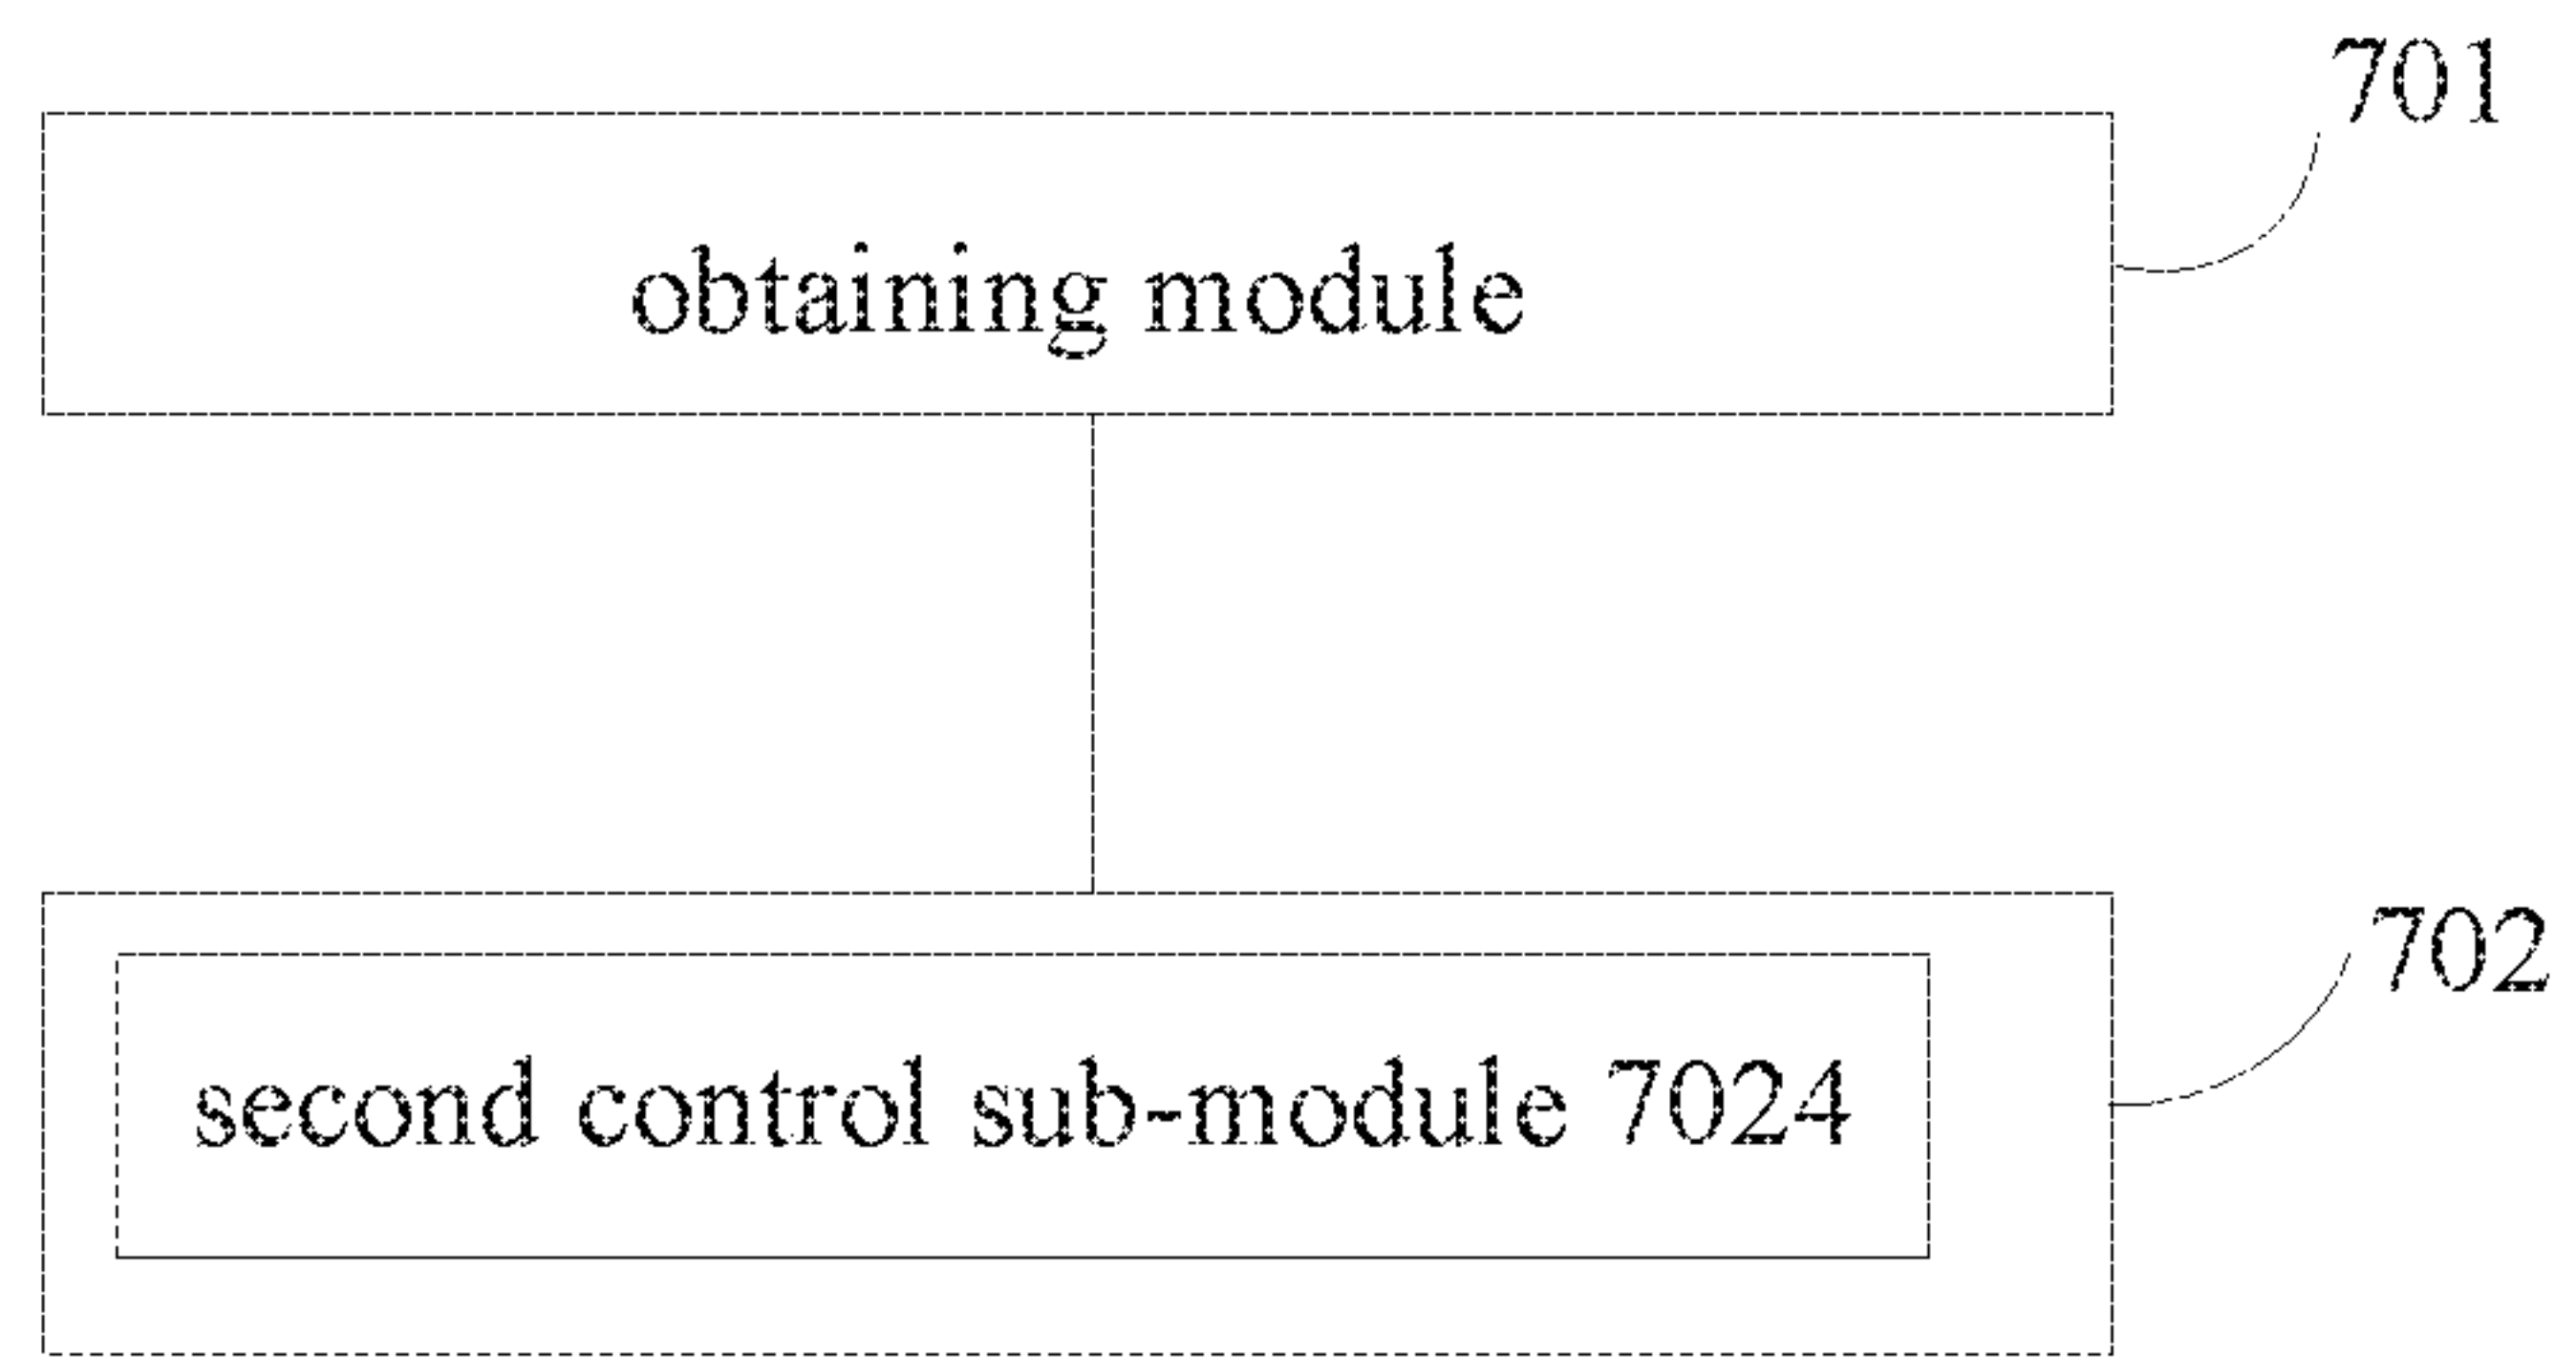 701
obtaining module
702
second control sub-module 7024